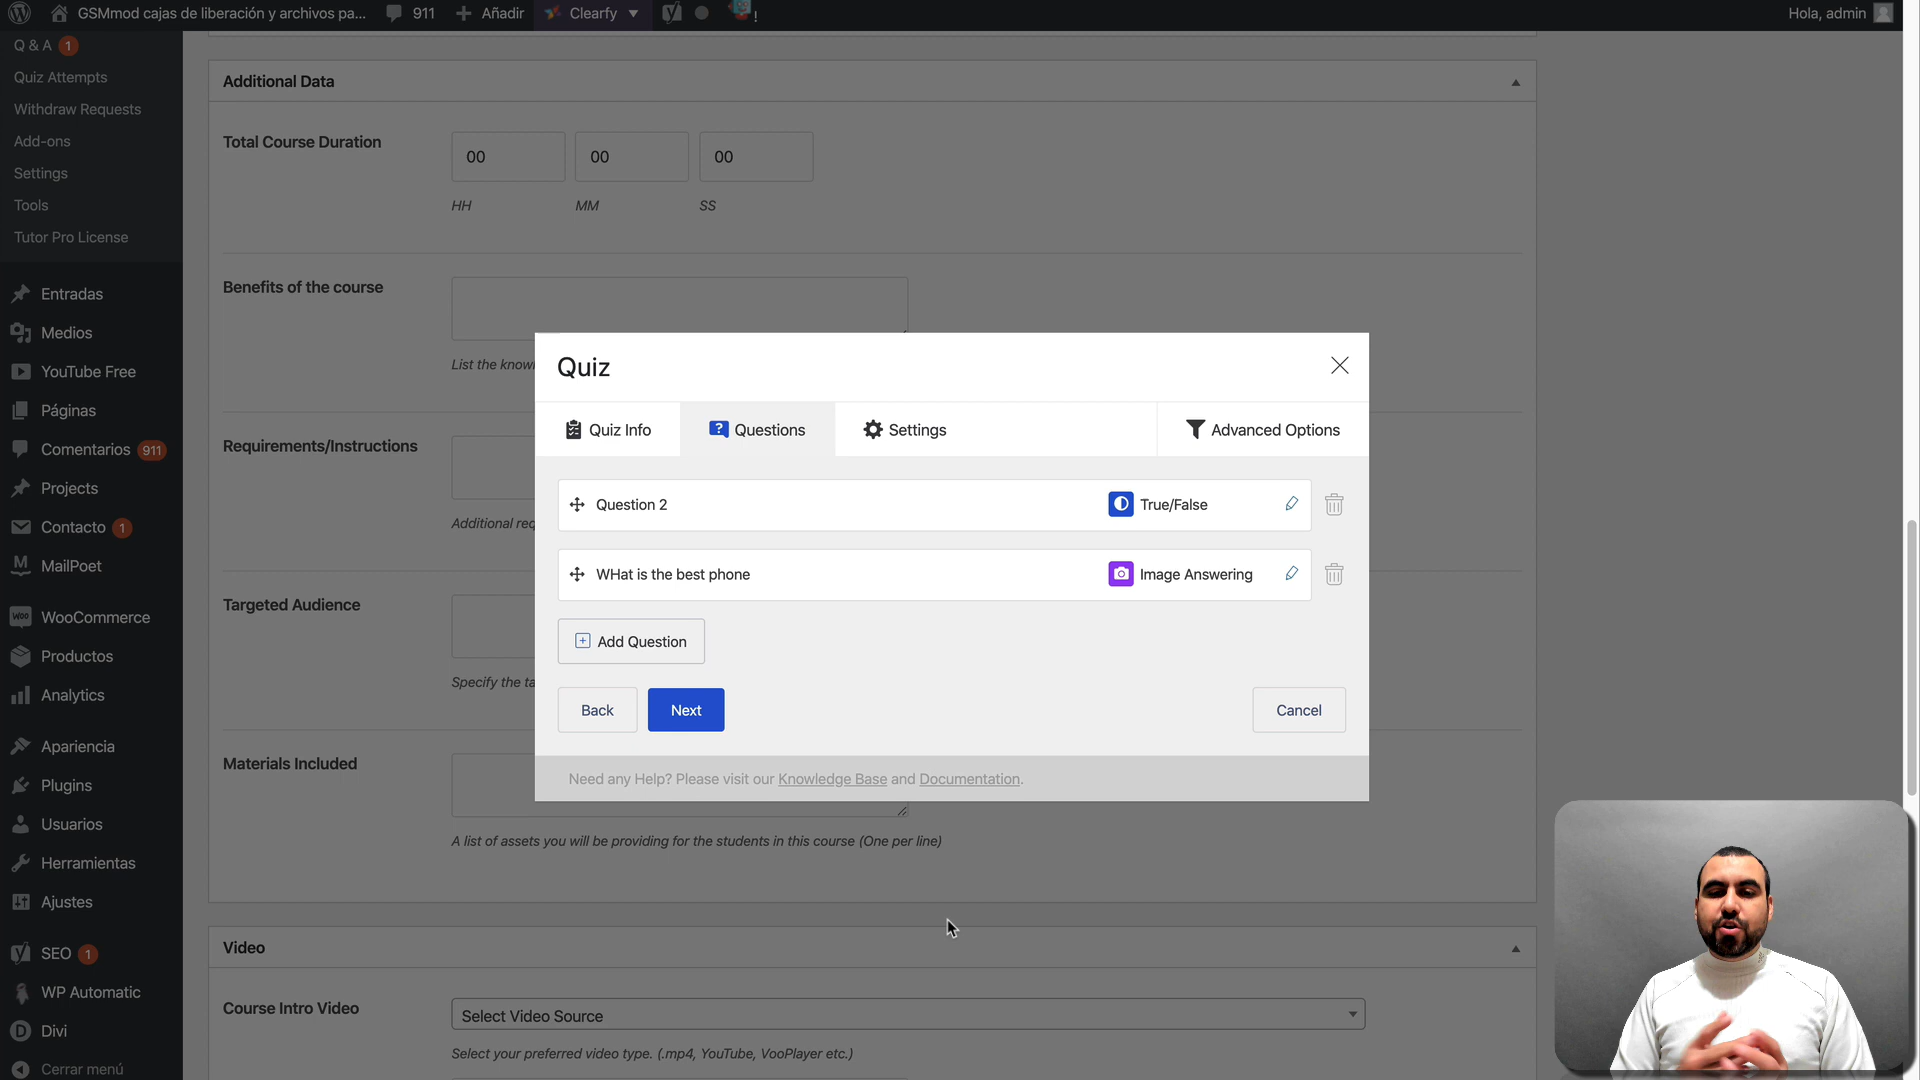 GSMmod cajas de liberación y archivos pa... 911 Añadir Clearfy ! Hola, admin
Q & A 1
Quiz Attempts
Withdraw Requests
Add-ons
Settings
Tools
Tutor Pro License
Entradas
Medios
YouTube Free
Páginas
Comentarios 911
Projects
Contacto 1
MailPoet
WooCommerce
Productos
Analytics
Apariencia
Plugins
Usuarios
Herramientas
Ajustes
SEO 1
WP Automatic
Divi
Cerrar menú
Additional Data
Total Course Duration 00 00 00
HH MM SS
Benefits of the course
List the know
Requirements/Instructions
Additional req
Targeted Audience
Specify the ta
Materials Included
A list of assets you will be providing for the students in this course (One per line)
Quiz
Quiz Info Questions Settings Advanced Options
Question 2 True/False
WHat is the best phone Image Answering
Add Question
Back Next Cancel
Need any Help? Please visit our Knowledge Base and Documentation.
Video
Course Intro Video Select Video Source
Select your preferred video type. (.mp4, YouTube, VooPlayer etc.)